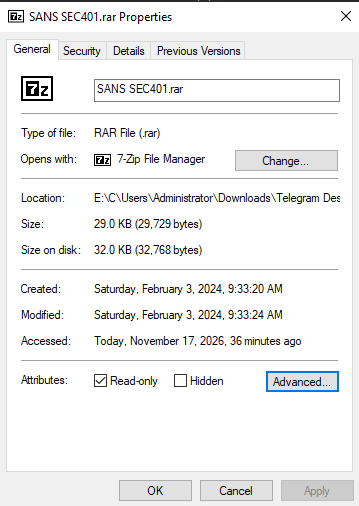 SANS SEC401.rar Properties
General Security Details Previous Versions
7z SANS SEC401.rar
Type of file: RAR File (.rar)
Opens with: 7z 7-Zip File Manager Change...
Location: E:\C\Users\Administrator\Downloads\Telegram Des
Size: 29.0 KB (29,729 bytes)
Size on disk: 32.0 KB (32,768 bytes)
Created: Saturday, February 3, 2024, 9:33:20 AM
Modified: Saturday, February 3, 2024, 9:33:24 AM
Accessed: Today, November 17, 2026, 36 minutes ago
Attributes: Read-only Hidden Advanced...
OK Cancel Apply